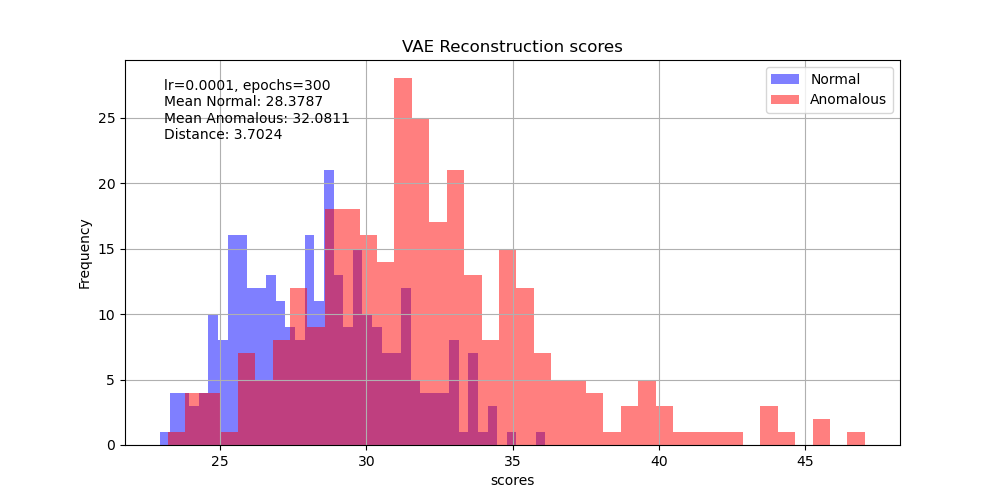 VAE Reconstruction scores
lr=0.0001, epochs=300
Mean Normal: 28.3787
Mean Anomalous: 32.0811
Distance: 3.7024
Normal
Anomalous
Frequency
25
20
15
10
5
0
25 30 35 40 45
scores